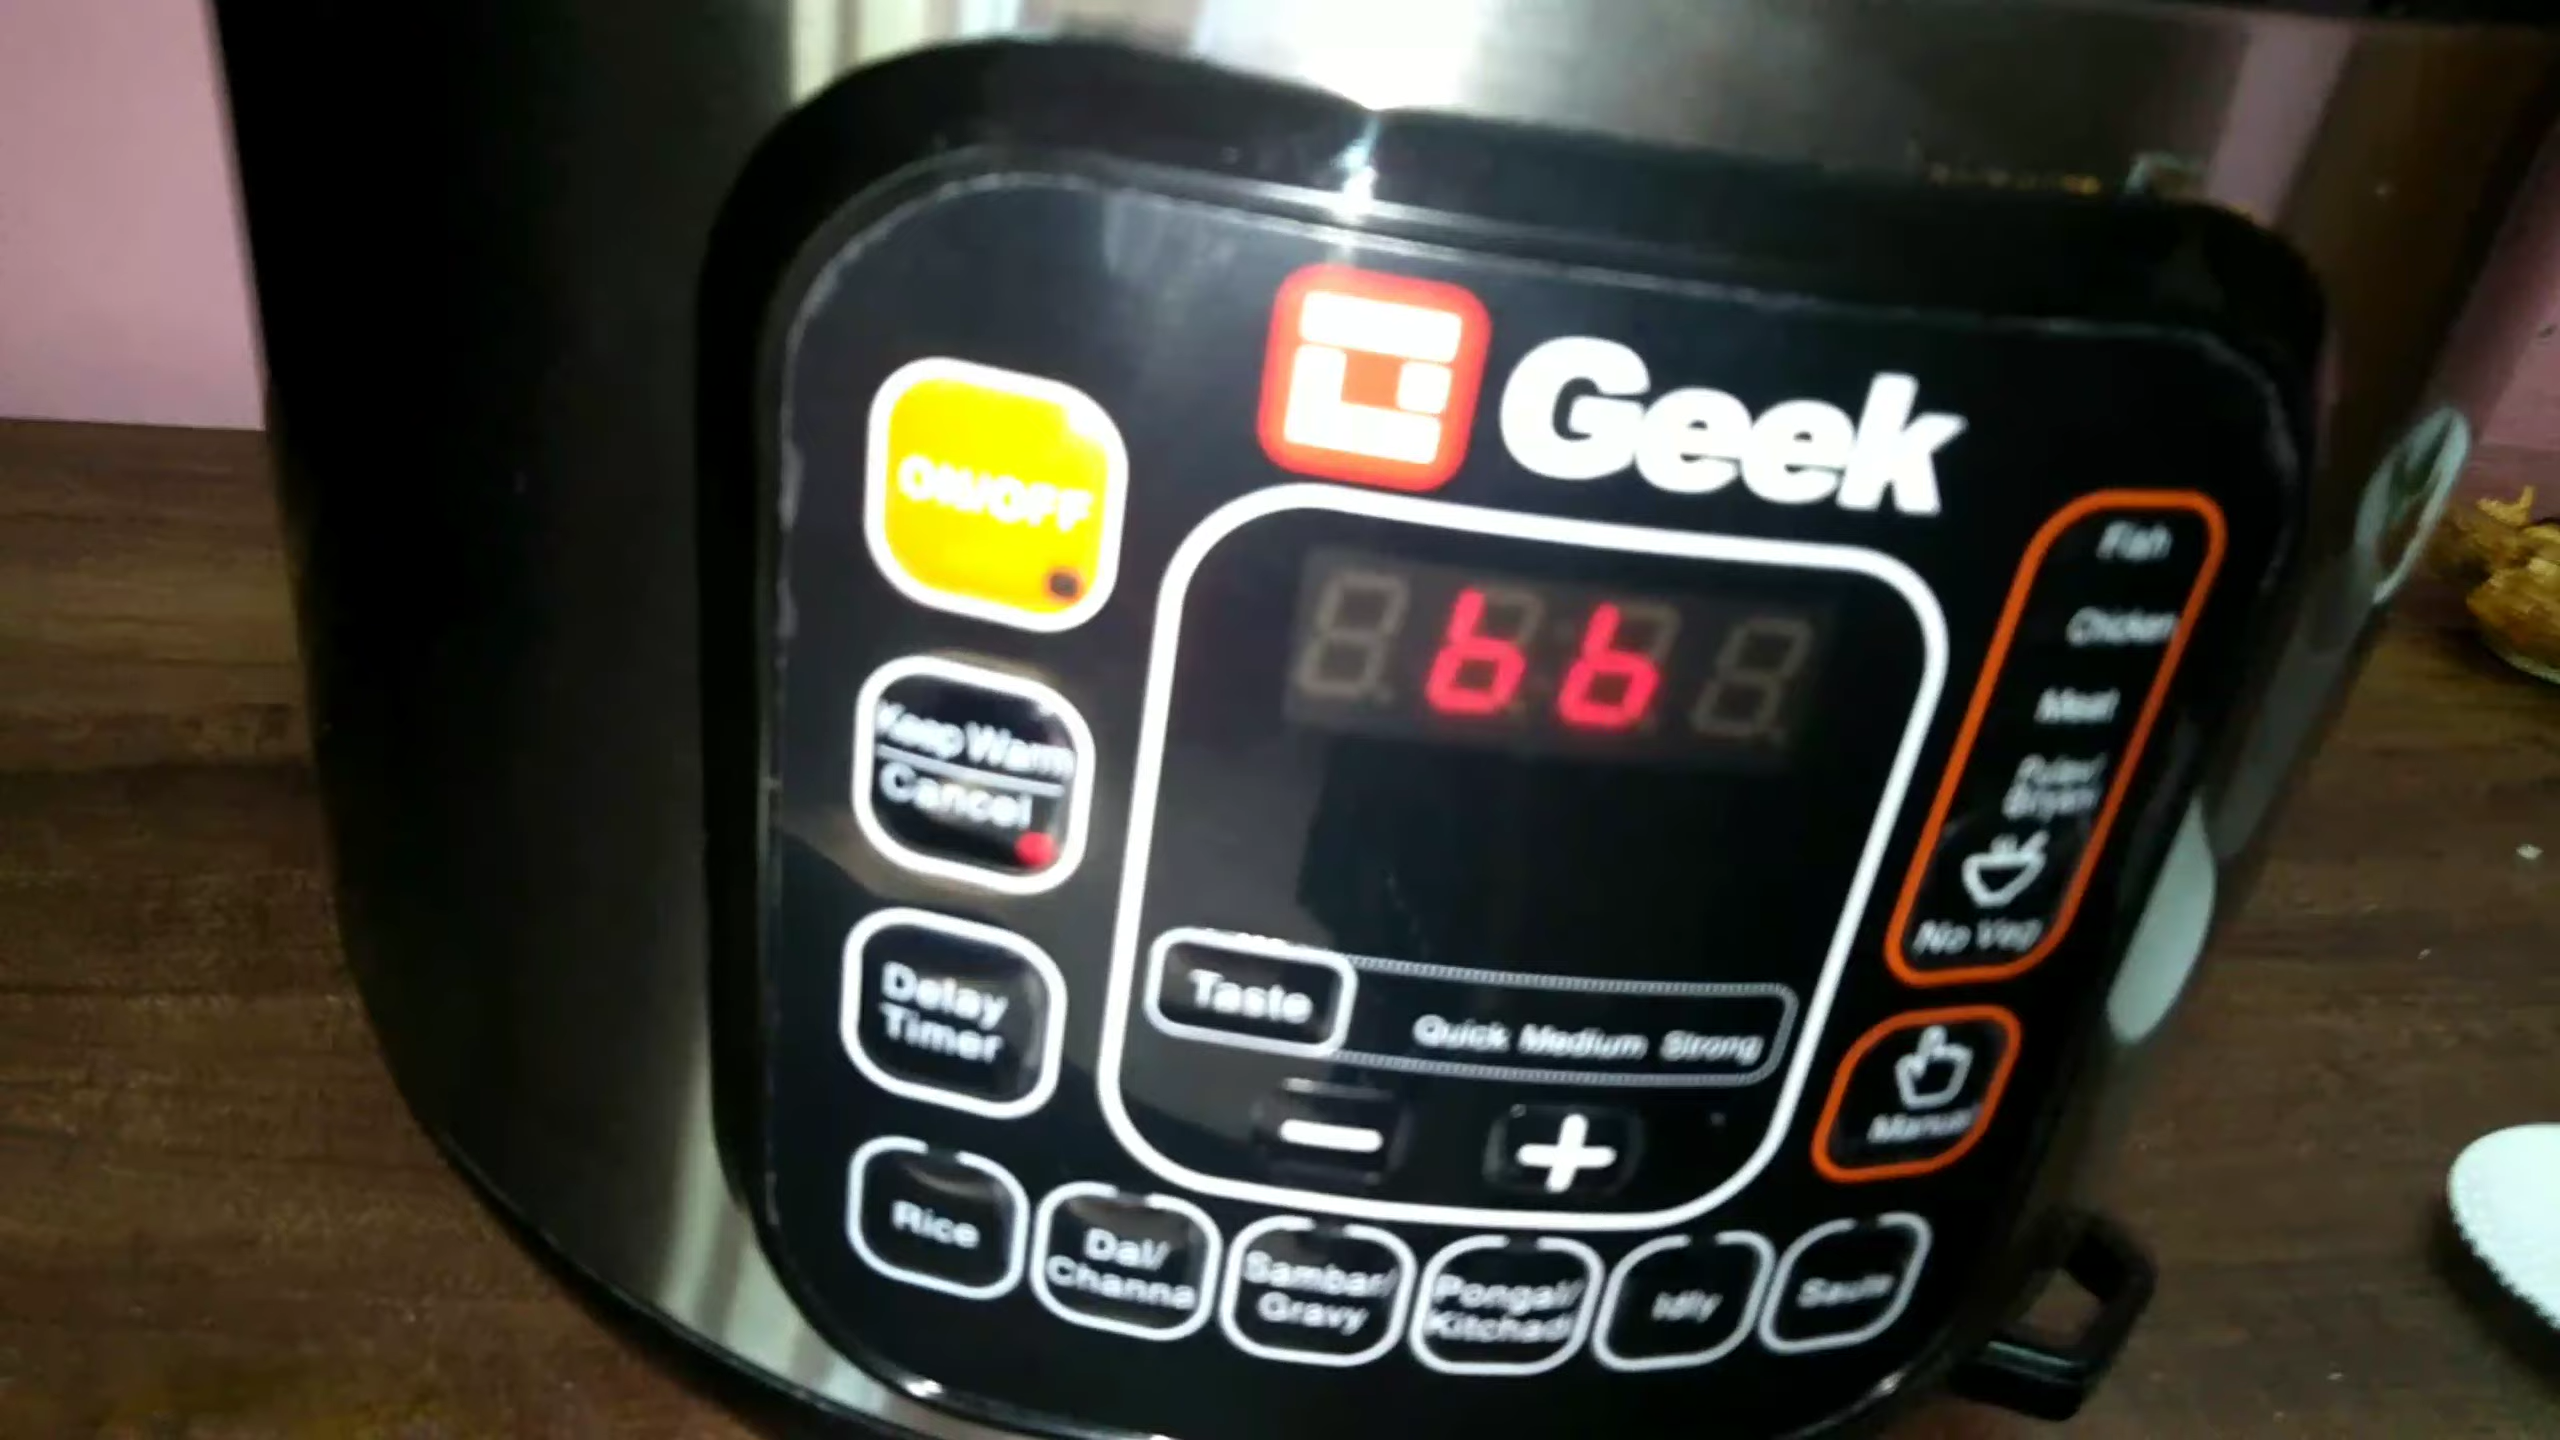 Geek
ON/OFF
bb
Fish
Chicken
Meat
Keep Warm
Cancel
No Veg
Delay
Timer
Taste
Quick Medium Strong
Manual
- +
Rice
Dal/
Channa
Sambar/
Gravy
Pongal/
Kitchadi
Idly
Saute